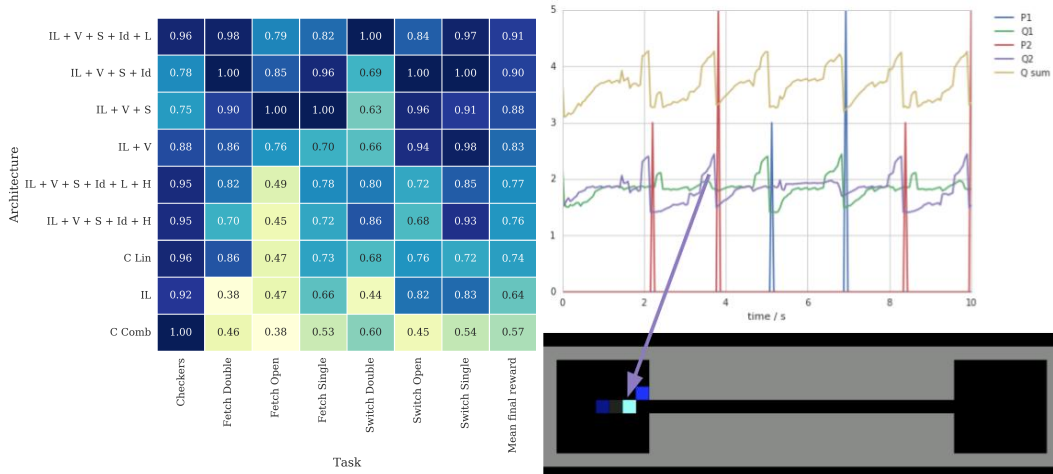 Architecture
IL + V + S + Id + L 0.96 0.98 0.79 0.82 1.00 0.84 0.97 0.91
IL + V + S + Id 0.78 1.00 0.85 0.96 0.69 1.00 1.00 0.90
IL + V + S 0.75 0.90 1.00 1.00 0.63 0.96 0.91 0.88
IL + V 0.88 0.86 0.76 0.70 0.66 0.94 0.98 0.83
IL + V + S + Id + L + H 0.95 0.82 0.49 0.78 0.80 0.72 0.85 0.77
IL + V + S + Id + H 0.95 0.70 0.45 0.72 0.86 0.68 0.93 0.76
C Lin 0.96 0.86 0.47 0.73 0.68 0.76 0.72 0.74
IL 0.92 0.38 0.47 0.66 0.44 0.82 0.83 0.64
C Comb 1.00 0.46 0.38 0.53 0.60 0.45 0.54 0.57
Checkers
Fetch Double
Fetch Open
Fetch Single
Switch Double
Switch Open
Switch Single
Mean final reward
Task
5
4
3
2
1
0
0 2 4 6 8 10
time / s
P1
Q1
P2
Q2
Q sum